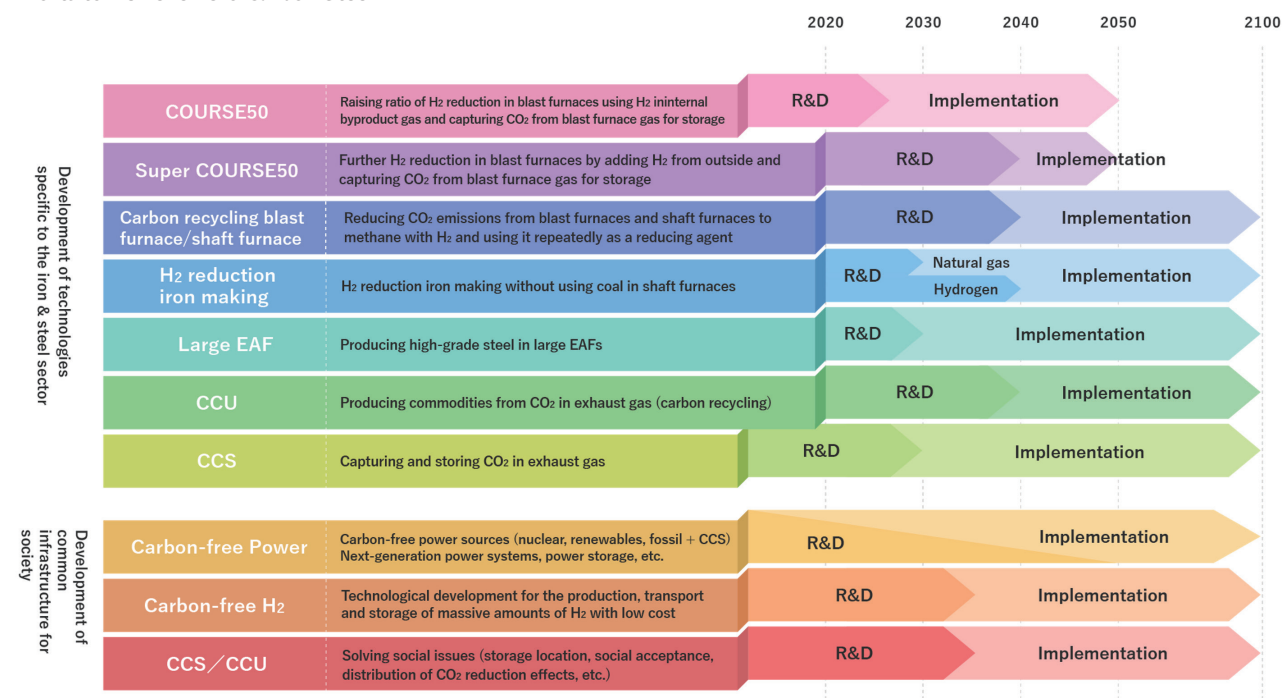 2020 2030 2040 2050 2100
Development of technologies
specific to the iron & steel sector
COURSE50
Raising ratio of H2 reduction in blast furnaces using H2 ininternal
byproduct gas and capturing CO2 from blast furnace gas for storage
R&D
Implementation
Super COURSE50
Further H2 reduction in blast furnaces by adding H2 from outside and
capturing CO2 from blast furnace gas for storage
R&D
Implementation
Carbon recycling blast
furnace/shaft furnace
Reducing CO2 emissions from blast furnaces and shaft furnaces to
methane with H2 and using it repeatedly as a reducing agent
R&D
Implementation
H2 reduction
iron making
H2 reduction iron making without using coal in shaft furnaces
R&D
Natural gas
Hydrogen
Implementation
Large EAF
Producing high-grade steel in large EAFs
R&D
Implementation
CCU
Producing commodities from CO2 in exhaust gas (carbon recycling)
R&D
Implementation
CCS
Capturing and storing CO2 in exhaust gas
R&D
Implementation
Development of
common
infrastructure for
society
Carbon-free Power
Carbon-free power sources (nuclear, renewables, fossil + CCS)
Next-generation power systems, power storage, etc.
R&D
Implementation
Carbon-free H2
Technological development for the production, transport
and storage of massive amounts of H2 with low cost
R&D
Implementation
CCS／CCU
Solving social issues (storage location, social acceptance,
distribution of CO2 reduction effects, etc.)
R&D
Implementation